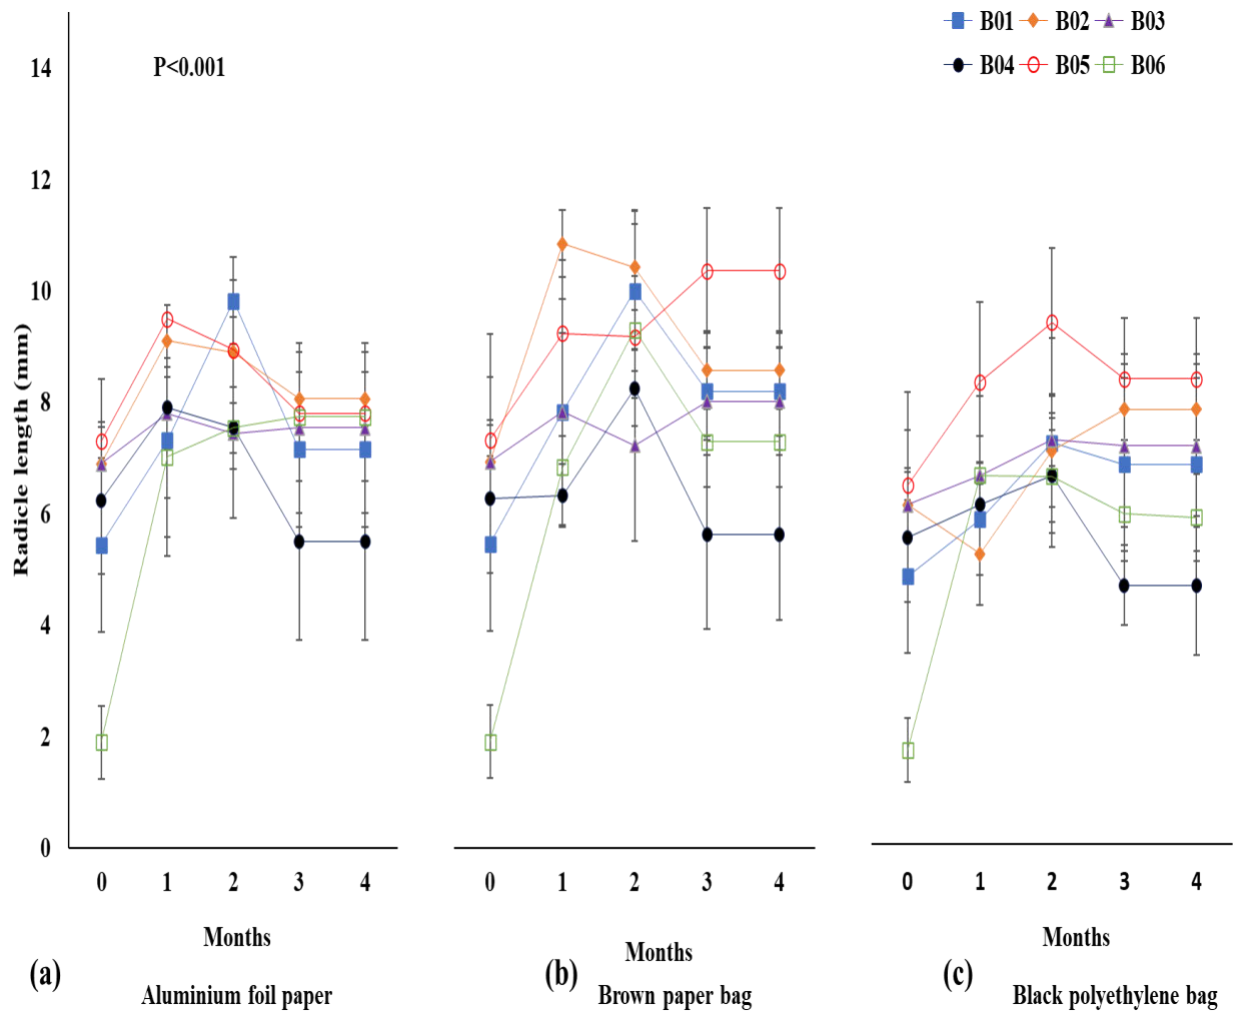 B01 B02 B03
B04 B05 B06
P<0.001
14
12
10
8
6
4
2
0
Radicle length (mm)
0 1 2 3 4
0 1 2 3 4
0 1 2 3 4
Months
Months
Months
(a)
Aluminium foil paper
(b)
Brown paper bag
(c)
Black polyethylene bag